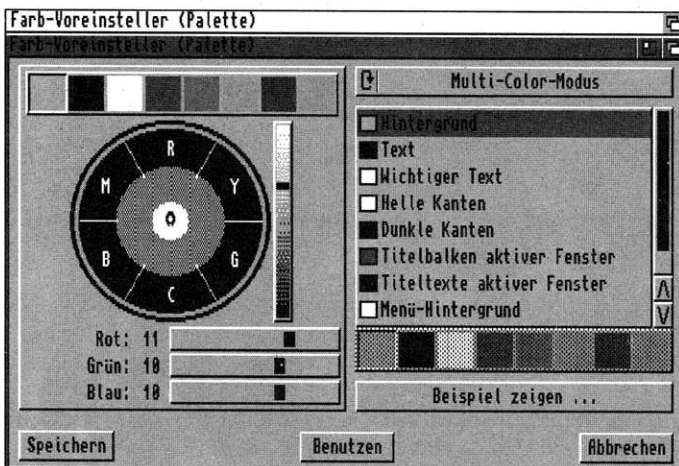 Farb-Voreinsteller (Palette)
Farb-Voreinsteller (Palette)
R
Y
G
C
B
M
Rot: 11
Grün: 10
Blau: 10
Multi-Color-Modus
Hintergrund
Text
Wichtiger Text
Helle Kanten
Dunkle Kanten
Titelbalken aktiver Fenster
Titeltexte aktiver Fenster
Menü-Hintergrund
Beispiel zeigen ...
Speichern
Benutzen
Abbrechen